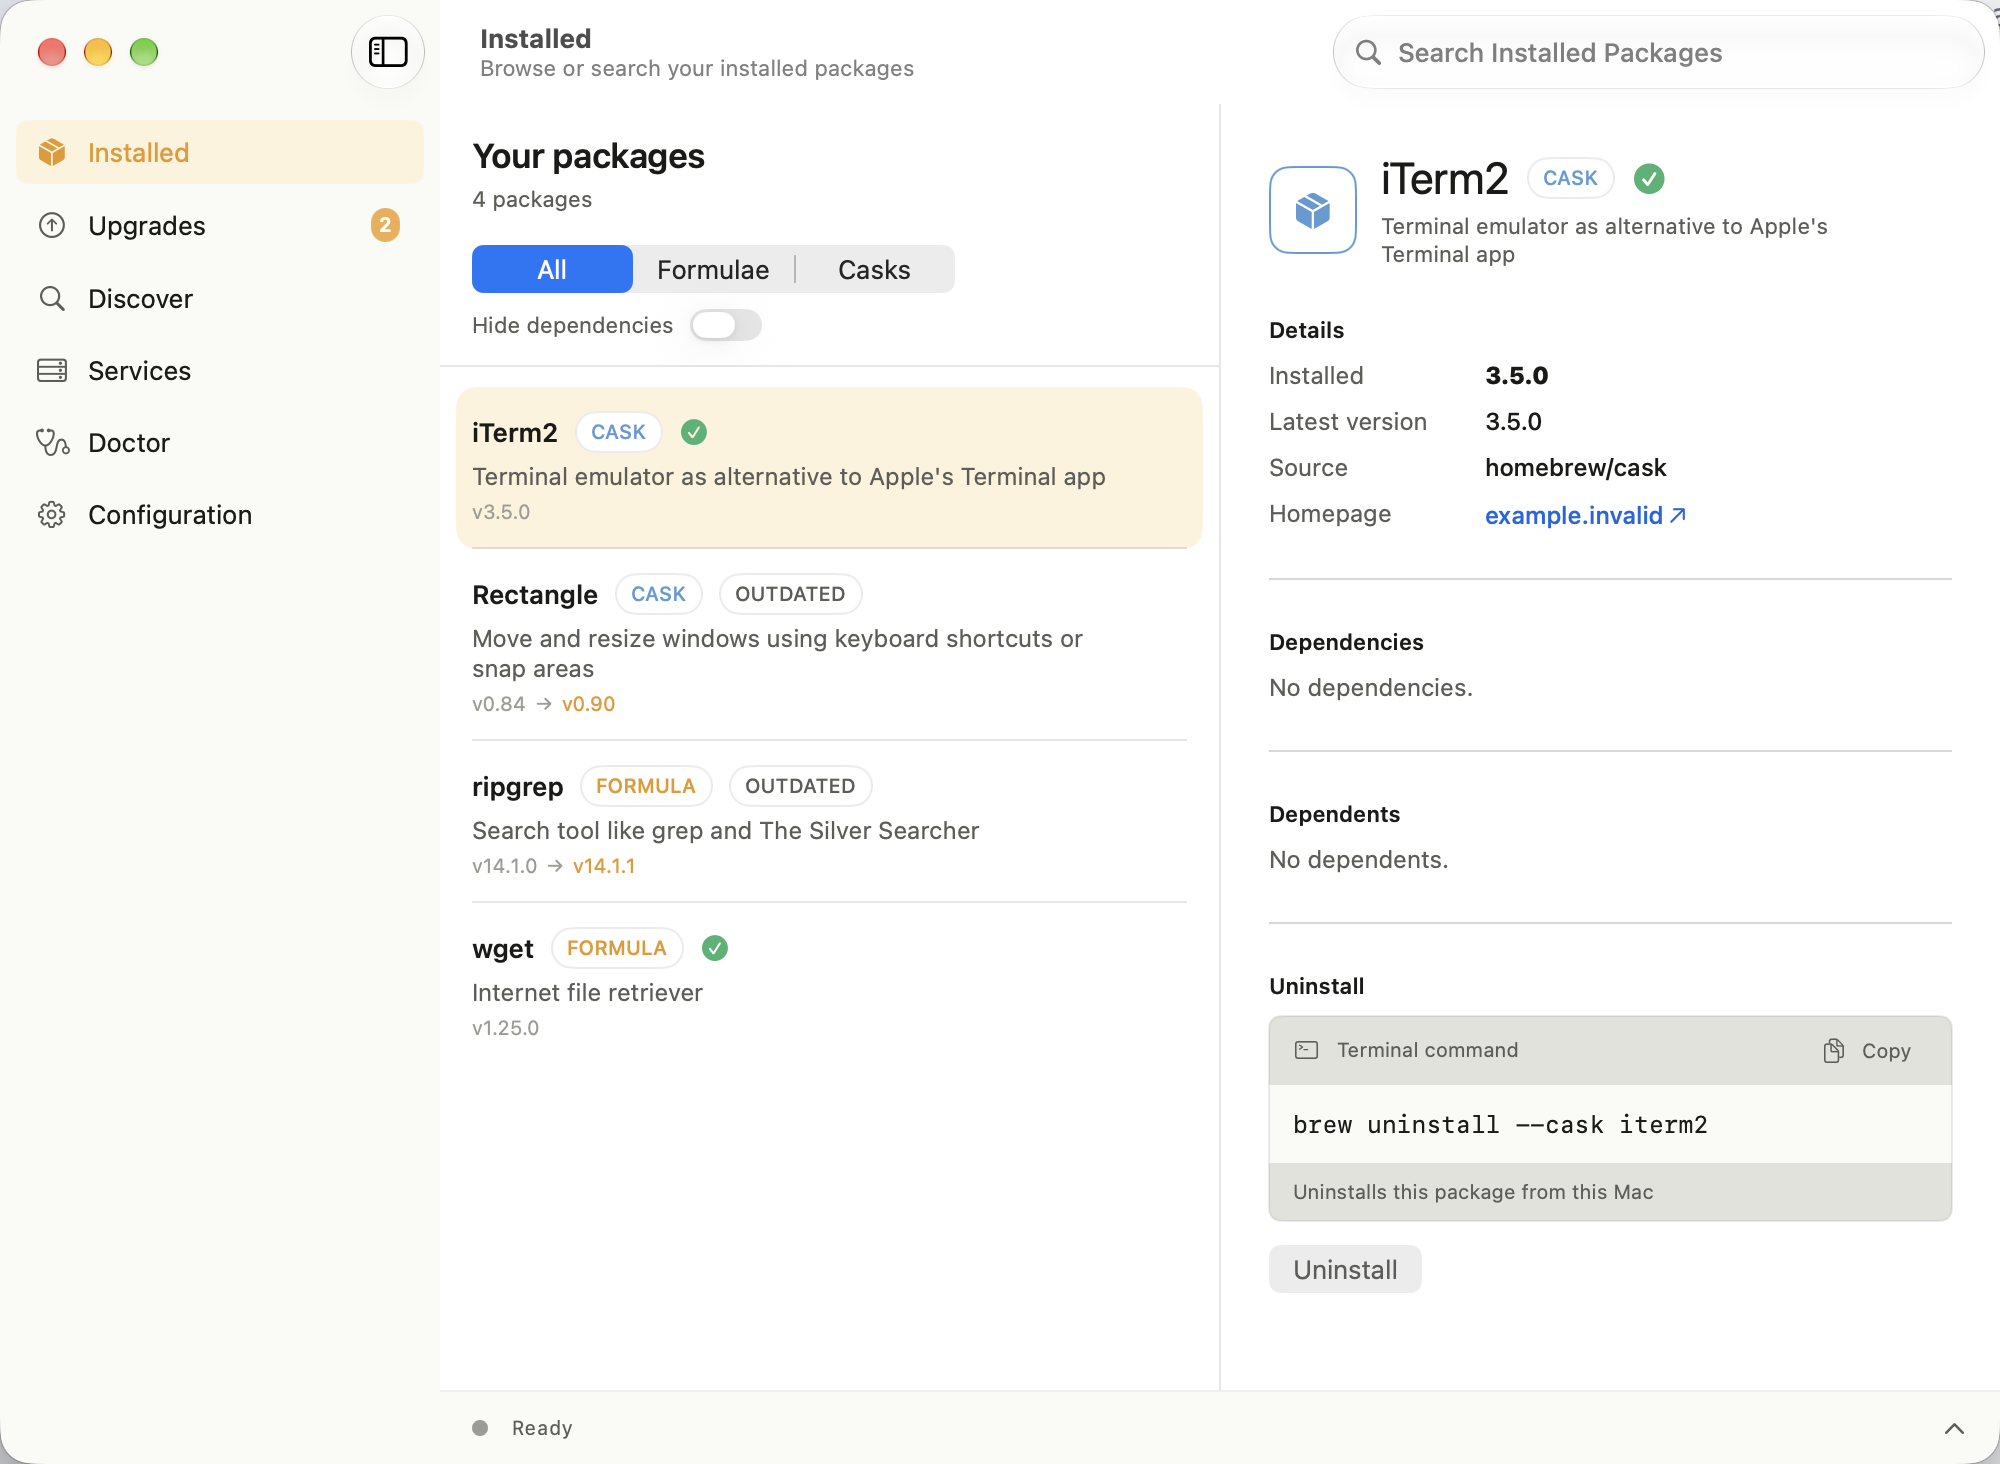 Installed
Browse or search your installed packages
Search Installed Packages
Installed
Upgrades
2
Discover
Services
Doctor
Configuration
Your packages
4 packages
All
Formulae
Casks
Hide dependencies
iTerm2 CASK
Terminal emulator as alternative to Apple's Terminal app
v3.5.0
Rectangle CASK OUTDATED
Move and resize windows using keyboard shortcuts or
snap areas
v0.84 → v0.90
ripgrep FORMULA OUTDATED
Search tool like grep and The Silver Searcher
v14.1.0 → v14.1.1
wget FORMULA
Internet file retriever
v1.25.0
iTerm2 CASK
Terminal emulator as alternative to Apple's
Terminal app
Details
Installed 3.5.0
Latest version 3.5.0
Source homebrew/cask
Homepage example.invalid ↗
Dependencies
No dependencies.
Dependents
No dependents.
Uninstall
Terminal command Copy
brew uninstall --cask iterm2
Uninstalls this package from this Mac
Uninstall
Ready